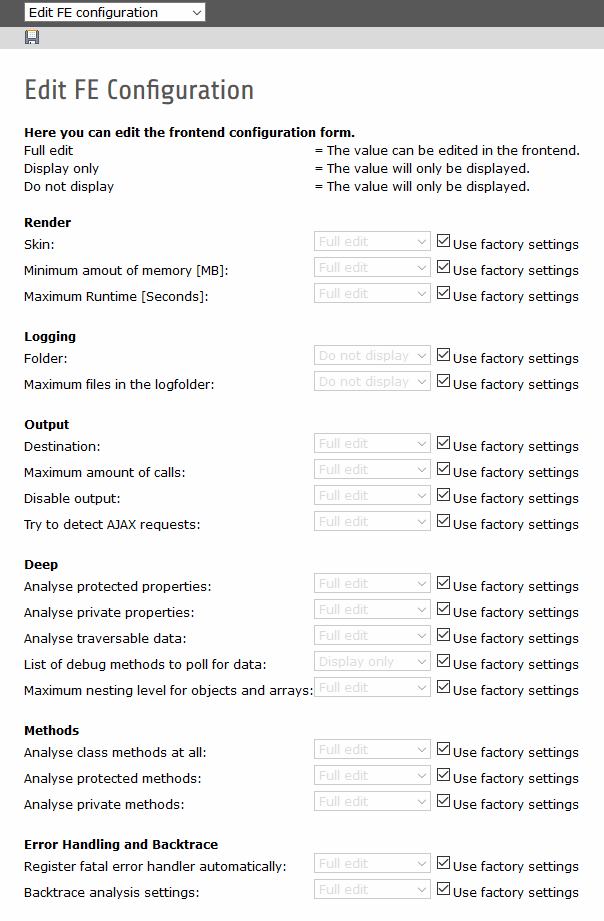 Edit FE configuration
Edit FE Configuration
Here you can edit the frontend configuration form.
Full edit = The value can be edited in the frontend.
Display only = The value will only be displayed.
Do not display = The value will only be displayed.
Render
Skin: Full edit Use factory settings
Minimum amout of memory [MB]: Full edit Use factory settings
Maximum Runtime [Seconds]: Full edit Use factory settings
Logging
Folder: Do not display Use factory settings
Maximum files in the logfolder: Do not display Use factory settings
Output
Destination: Full edit Use factory settings
Maximum amount of calls: Full edit Use factory settings
Disable output: Full edit Use factory settings
Try to detect AJAX requests: Full edit Use factory settings
Deep
Analyse protected properties: Full edit Use factory settings
Analyse private properties: Full edit Use factory settings
Analyse traversable data: Full edit Use factory settings
List of debug methods to poll for data: Display only Use factory settings
Maximum nesting level for objects and arrays: Full edit Use factory settings
Methods
Analyse class methods at all: Full edit Use factory settings
Analyse protected methods: Full edit Use factory settings
Analyse private methods: Full edit Use factory settings
Error Handling and Backtrace
Register fatal error handler automatically: Full edit Use factory settings
Backtrace analysis settings: Full edit Use factory settings